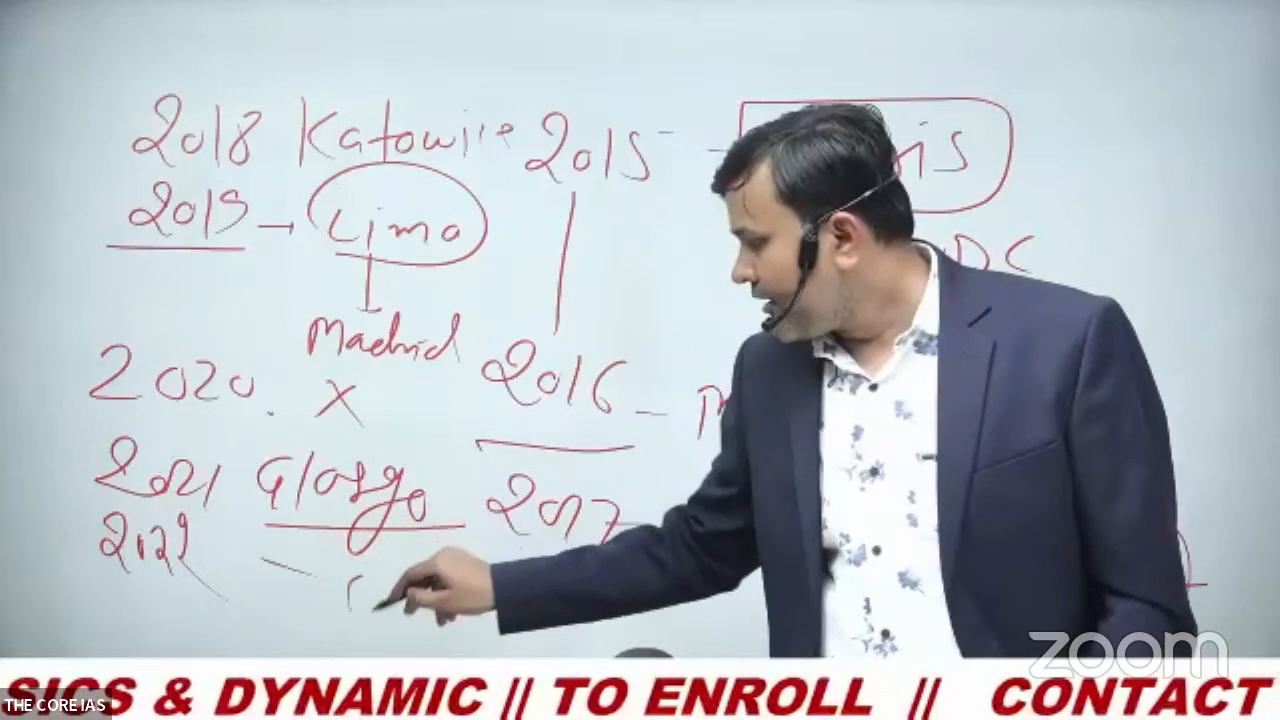 2018 Katowice 2015
2019 → Lima
Madrid
2020. X
2016 -
2021 Glasgo
2017
2022
zoom
SICS & DYNAMIC || TO ENROLL || CONTACT
THE CORE IAS